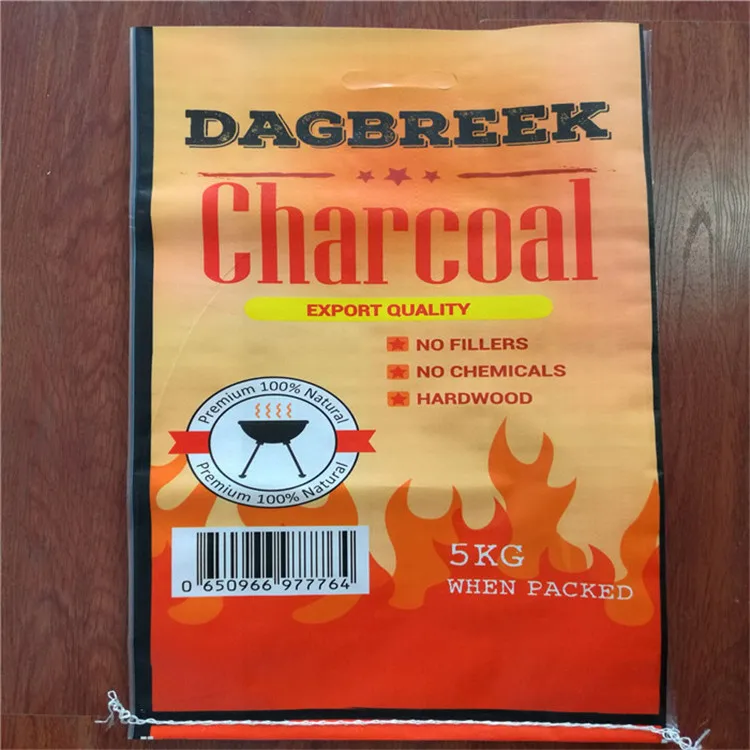 DAGBREEK
Charcoal
EXPORT QUALITY
NO FILLERS
NO CHEMICALS
HARDWOOD
Premium 100% Natural
Premium 100% Natural
0 650966 977764
5KG
WHEN PACKED